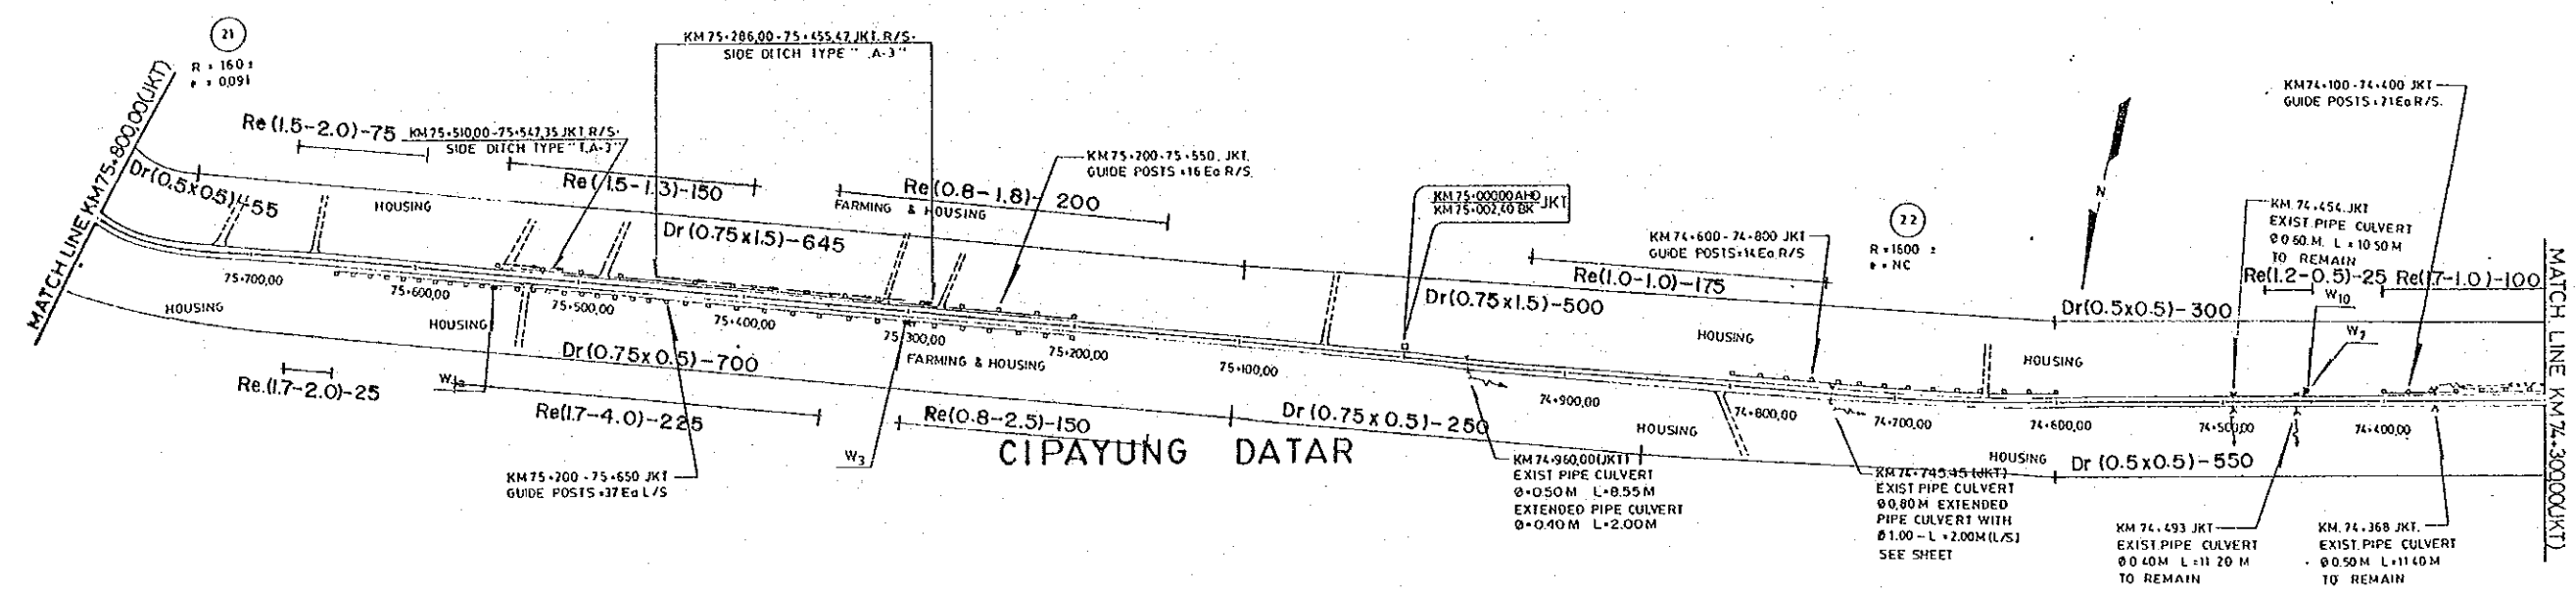 21
R = 160 ±
e = 0,091
MATCH LINE KM75+800,00(JKT)
KM 75+286,00-75+455,47 JKT. R/S.
SIDE DITCH TYPE "I.A-3"
Re (1.5-2.0)-75
KM 75+510,00-75+547,35 JKT R/S.
SIDE DITCH TYPE "I.A-3"
Dr(0.5x0.5)-55
HOUSING
Re(1.5-1.3)-150
Re(0.8-1.8)-200
FARMING & HOUSING
KM 75+200-75+550. JKT.
GUIDE POSTS =16 Ea R/S.
Dr(0.75x1.5)-645
KM 75+000,00 AHD
KM 75+002,40 BK
JKT
Dr(0.75x1.5)-500
KM 74+600-74+800 JKT
GUIDE POSTS=14 Ea R/S
Re(1.0-1.0)-175
22
R =1600 ±
e = NC
N
Dr(0.5x0.5)-300
KM. 74+454. JKT
EXIST PIPE CULVERT
Ø 0.60.M. L = 10 50 M
TO REMAIN
KM74+100-74+400 JKT
GUIDE POSTS =21Ea R/S.
Re(1.2-0.5)-25
Re(1.7-1.0)-100
W10
W7
MATCH LINE KM 74+300,00(JKT)
75+700,00
75+600,00
75+500,00
75+400,00
75+300,00
75+200,00
75+100,00
74+900,00
74+800,00
74+700,00
74+600,00
74+500,00
74+400,00
HOUSING
HOUSING
HOUSING
HOUSING
FARMING & HOUSING
HOUSING
HOUSING
Dr(0.75x0.5)-700
Re.(1.7-2.0)-25
Re(1.7-4.0)-225
W3
Re(0.8-2.5)-150
Dr (0.75x0.5)-250
Dr (0.5x0.5)-550
CIPAYUNG DATAR
KM 75+200-75+650 JKT
GUIDE POSTS =37 Ea L/S
KM 74+960,00(JKT)
EXIST PIPE CULVERT
Ø=0.50 M L=8.55 M
EXTENDED PIPE CULVERT
Ø=0.40 M L=2.00M
KM 74+745.45 (JKT)
EXIST PIPE CULVERT
Ø 0,80 M EXTENDED
PIPE CULVERT WITH
Ø 1.00 - L = 2.00M (L/S)
SEE SHEET
KM 74+493 JKT
EXIST.PIPE CULVERT
Ø 0.40M L =11 20 M
TO REMAIN
KM. 74+368 JKT.
EXIST.PIPE CULVERT
Ø 0.50 M L=11 40 M
TO REMAIN